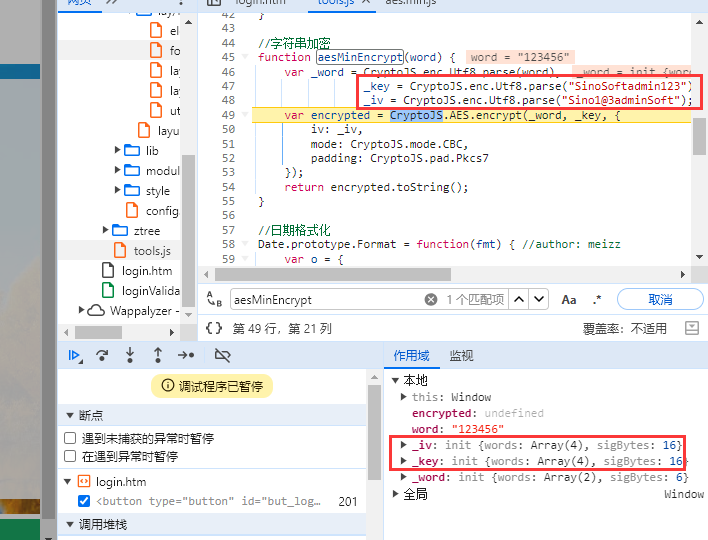 网页
login.htm
tools.js
aes.min.js
lay/
el
fo
lay
lay
ut
layu
lib
modul
style
config.
ztree
tools.js
login.htm
loginValida
Wappalyzer -
42 }
43
44 //字符串加密
45 function aesMinEncrypt(word) { word = "123456"
46 var _word = CryptoJS.enc.Utf8.parse(word), _word = init {word
47 _key = CryptoJS.enc.Utf8.parse("SinoSoftadmin123")
48 _iv = CryptoJS.enc.Utf8.parse("Sino1@3adminSoft");
49 var encrypted = CryptoJS.AES.encrypt(_word, _key, {
50 iv: _iv,
51 mode: CryptoJS.mode.CBC,
52 padding: CryptoJS.pad.Pkcs7
53 });
54 return encrypted.toString();
55 }
56
57 //日期格式化
58 Date.prototype.Format = function(fmt) { //author: meizz
59 var o = {
aesMinEncrypt
1 个匹配项
Aa
.*
取消
{ } 第 49 行，第 21 列
覆盖率：不适用
调试程序已暂停
断点
遇到未捕获的异常时暂停
在遇到异常时暂停
login.htm
<button type="button" id="but_log… 201
调用堆栈
作用域
监视
本地
this: Window
encrypted: undefined
word: "123456"
_iv: init {words: Array(4), sigBytes: 16}
_key: init {words: Array(4), sigBytes: 16
_word: init {words: Array(2), sigBytes: 6}
全局 Window